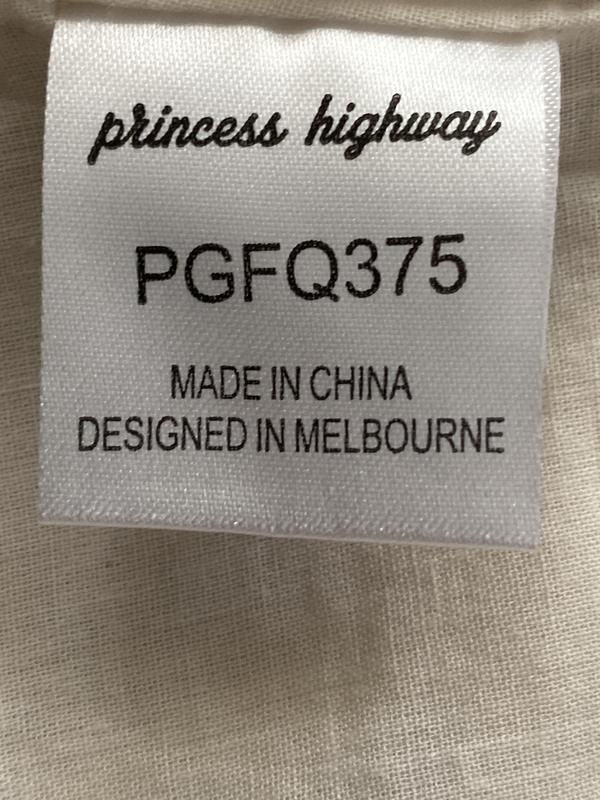 princess highway
PGFQ375
MADE IN CHINA
DESIGNED IN MELBOURNE